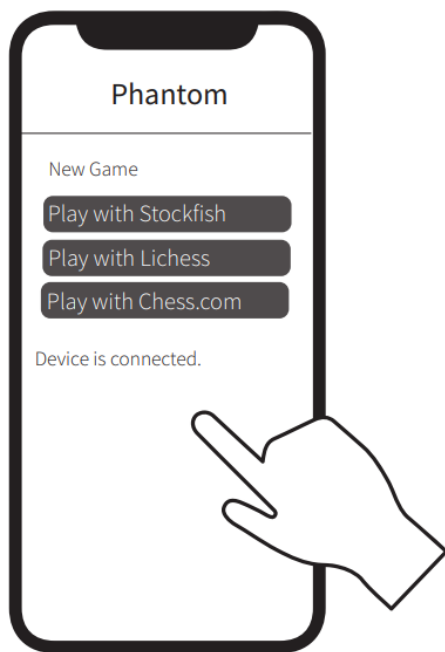 Phantom
New Game
Play with Stockfish
Play with Lichess
Play with Chess.com
Device is connected.